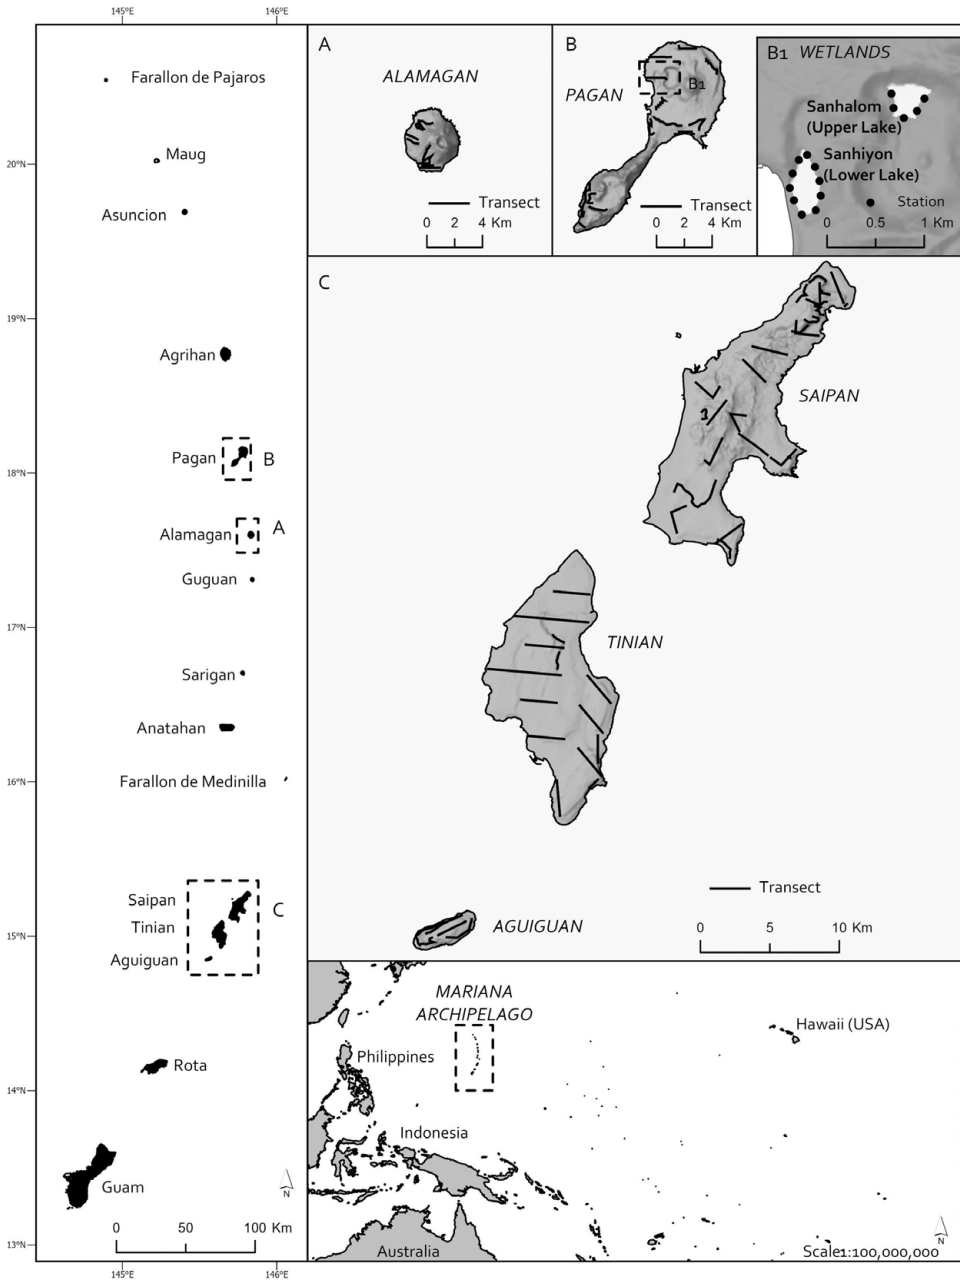 145°E
146°E
Farallon de Pajaros
Maug
20°N
Asuncion
19°N
Agrihan
Pagan
B
18°N
Alamagan
A
Guguan
17°N
Sarigan
Anatahan
16°N
Farallon de Medinilla
Saipan
Tinian
C
15°N
Aguiguan
Rota
14°N
Guam
N
0 50 100 Km
13°N
145°E
146°E
A
ALAMAGAN
Transect
0 2 4 Km
B
PAGAN
B1
Transect
0 2 4 Km
B1 WETLANDS
Sanhalom
(Upper Lake)
Sanhiyon
(Lower Lake)
Station
0 0.5 1 Km
C
SAIPAN
TINIAN
Transect
AGUIGUAN
0 5 10 Km
MARIANA
ARCHIPELAGO
Hawaii (USA)
Philippines
Indonesia
Australia
N
Scale1:100,000,000